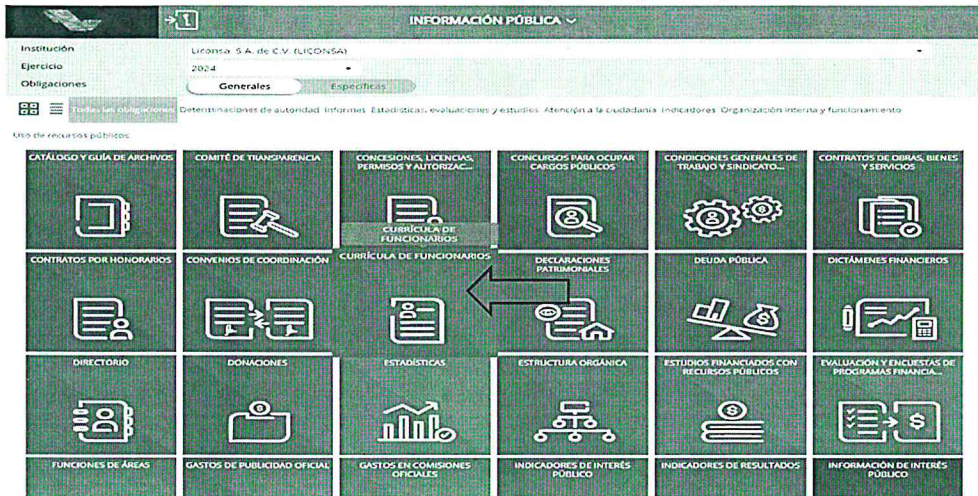 INFORMACIÓN PÚBLICA
Institución
Liconsa, S.A. de C.V. (LICONSA)
Ejercicio
2024
Obligaciones
Generales
Específicas
Todas las obligaciones Determinaciones de autoridad Informes Estadísticas, evaluaciones y estudios Atención a la ciudadanía Indicadores Organización interna y funcionamiento
Uso de recursos públicos
CATÁLOGO Y GUÍA DE ARCHIVOS
COMITÉ DE TRANSPARENCIA
CONCESIONES, LICENCIAS,
PERMISOS Y AUTORIZAC...
CONCURSOS PARA OCUPAR
CARGOS PÚBLICOS
CONDICIONES GENERALES DE
TRABAJO Y SINDICATO...
CONTRATOS DE OBRAS, BIENES
Y SERVICIOS
CURRÍCULA DE
FUNCIONARIOS
CONTRATOS POR HONORARIOS
CONVENIOS DE COORDINACIÓN
CURRÍCULA DE FUNCIONARIOS
DECLARACIONES
PATRIMONIALES
DEUDA PÚBLICA
DICTÁMENES FINANCIEROS
DIRECTORIO
DONACIONES
ESTADÍSTICAS
ESTRUCTURA ORGÁNICA
ESTUDIOS FINANCIADOS CON
RECURSOS PÚBLICOS
EVALUACIÓN Y ENCUESTAS DE
PROGRAMAS FINANCIA...
FUNCIONES DE ÁREAS
GASTOS DE PUBLICIDAD OFICIAL
GASTOS EN COMISIONES
OFICIALES
INDICADORES DE INTERÉS
PÚBLICO
INDICADORES DE RESULTADOS
INFORMACIÓN DE INTERÉS
PÚBLICO